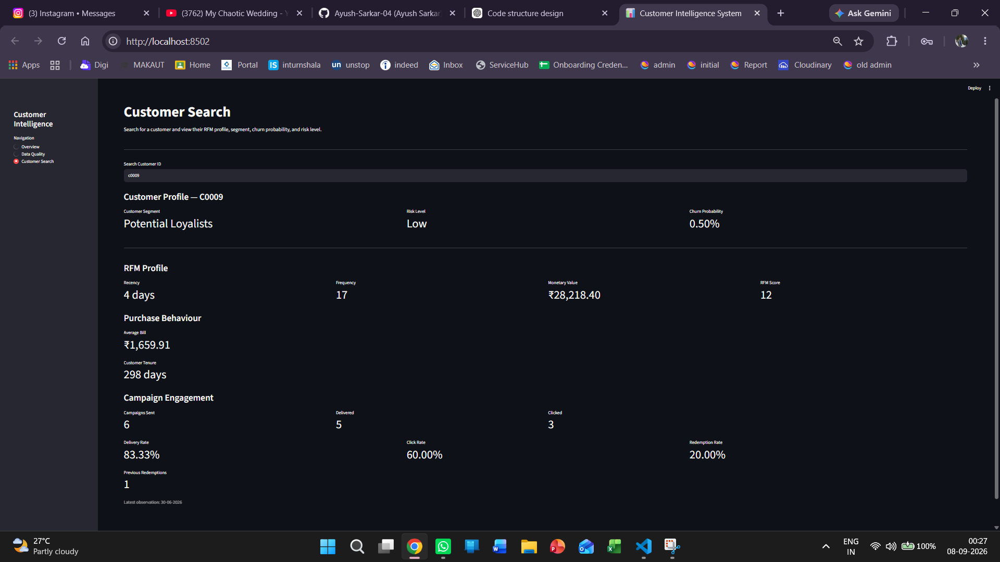 (3) Instagram • Messages
(3762) My Chaotic Wedding - Y
Ayush-Sarkar-04 (Ayush Sarkar
Code structure design
Customer Intelligence System
Ask Gemini
http://localhost:8502
Apps
Digi
MAKAUT
Home
Portal
IS inturnshala
un unstop
indeed
Inbox
ServiceHub
Onboarding Creden...
admin
initial
Report
Cloudinary
old admin
Deploy
Customer
Intelligence
Navigation
Overview
Data Quality
Customer Search
Customer Search
Search for a customer and view their RFM profile, segment, churn probability, and risk level.
Search Customer ID
c0009
Customer Profile — C0009
Customer Segment Risk Level Churn Probability
Potential Loyalists Low 0.50%
RFM Profile
Recency Frequency Monetary Value RFM Score
4 days 17 ₹28,218.40 12
Purchase Behaviour
Average Bill
₹1,659.91
Customer Tenure
298 days
Campaign Engagement
Campaigns Sent Delivered Clicked
6 5 3
Delivery Rate Click Rate Redemption Rate
83.33% 60.00% 20.00%
Previous Redemptions
1
Latest observation: 30-06-2026
27°C
Partly cloudy
ENG
IN
100%
00:27
08-09-2026